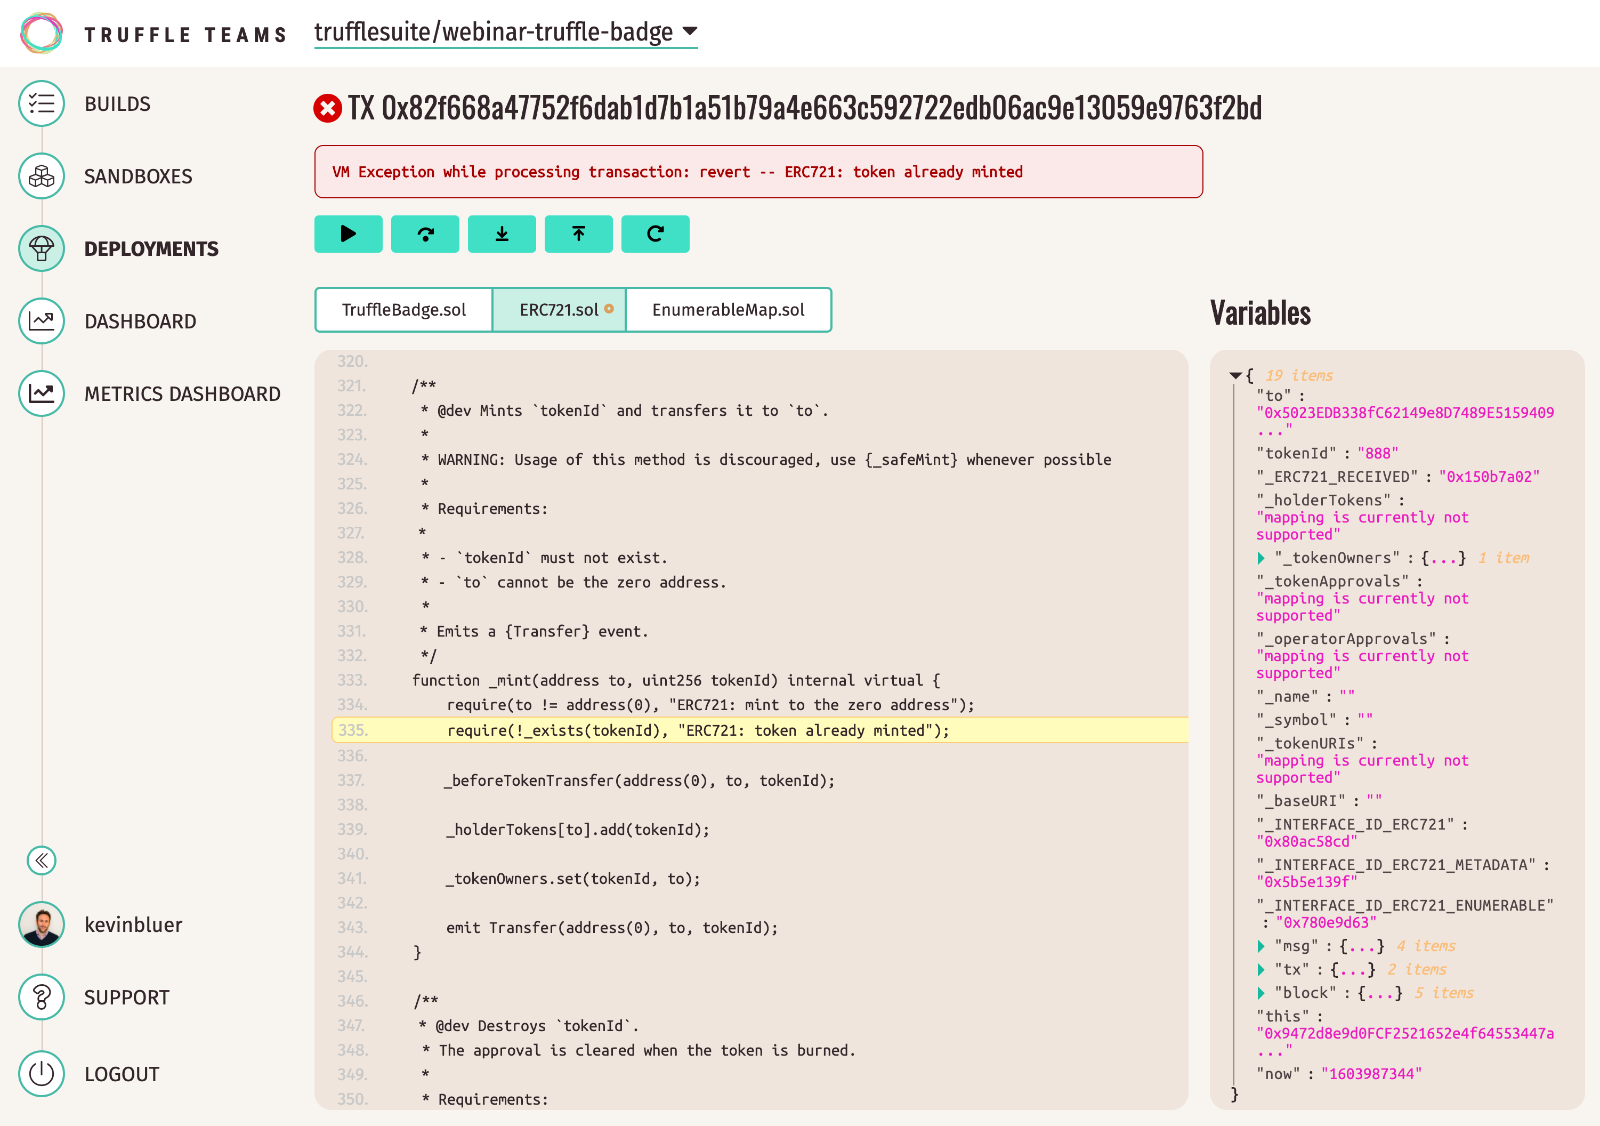 TRUFFLE TEAMS
trufflesuite/webinar-truffle-badge
BUILDS
SANDBOXES
DEPLOYMENTS
DASHBOARD
METRICS DASHBOARD
kevinbluer
SUPPORT
LOGOUT
TX 0x82f668a47752f6dab1d7b1a51b79a4e663c592722edb06ac9e13059e9763f2bd
VM Exception while processing transaction: revert -- ERC721: token already minted
TruffleBadge.sol
ERC721.sol
EnumerableMap.sol
320.
321. /**
322. * @dev Mints `tokenId` and transfers it to `to`.
323. *
324. * WARNING: Usage of this method is discouraged, use {_safeMint} whenever possible
325. *
326. * Requirements:
327. *
328. * - `tokenId` must not exist.
329. * - `to` cannot be the zero address.
330. *
331. * Emits a {Transfer} event.
332. */
333. function _mint(address to, uint256 tokenId) internal virtual {
334. require(to != address(0), "ERC721: mint to the zero address");
335. require(!_exists(tokenId), "ERC721: token already minted");
336.
337. _beforeTokenTransfer(address(0), to, tokenId);
338.
339. _holderTokens[to].add(tokenId);
340.
341. _tokenOwners.set(tokenId, to);
342.
343. emit Transfer(address(0), to, tokenId);
344. }
345.
346. /**
347. * @dev Destroys `tokenId`.
348. * The approval is cleared when the token is burned.
349. *
350. * Requirements:
Variables
{ 19 items
"to" :
"0x5023EDB338fC62149e8D7489E5159409
..."
"tokenId" : "888"
"_ERC721_RECEIVED" : "0x150b7a02"
"_holderTokens" :
"mapping is currently not
supported"
"_tokenOwners" : {...} 1 item
"_tokenApprovals" :
"mapping is currently not
supported"
"_operatorApprovals" :
"mapping is currently not
supported"
"_name" : ""
"_symbol" : ""
"_tokenURIs" :
"mapping is currently not
supported"
"_baseURI" : ""
"_INTERFACE_ID_ERC721" :
"0x80ac58cd"
"_INTERFACE_ID_ERC721_METADATA" :
"0x5b5e139f"
"_INTERFACE_ID_ERC721_ENUMERABLE"
: "0x780e9d63"
"msg" : {...} 4 items
"tx" : {...} 2 items
"block" : {...} 5 items
"this" :
"0x9472d8e9d0FCF2521652e4f64553447a
..."
"now" : "1603987344"
}